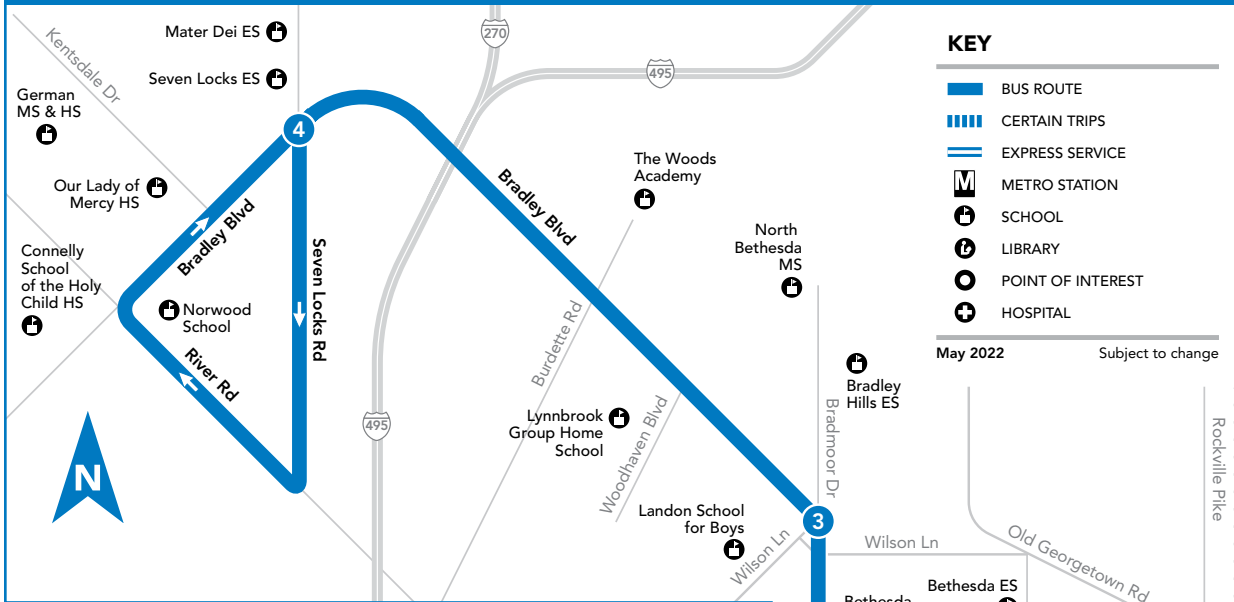 Mater Dei ES
Seven Locks ES
Kentsdale Dr
German
MS & HS
4
Our Lady of
Mercy HS
Bradley Blvd
Connelly
School
of the Holy
Child HS
Norwood
School
Seven Locks Rd
River Rd
N
270
495
495
Bradley Blvd
The Woods
Academy
Burdette Rd
North
Bethesda
MS
Lynnbrook
Group Home
School
Woodhaven Blvd
Bradmoor Dr
Bradley
Hills ES
Landon School
for Boys
3
Wilson Ln
Wilson Ln
Old Georgetown Rd
Rockville Pike
Bethesda ES
Bethesda
KEY
BUS ROUTE
CERTAIN TRIPS
EXPRESS SERVICE
M METRO STATION
SCHOOL
LIBRARY
POINT OF INTEREST
HOSPITAL
May 2022 Subject to change